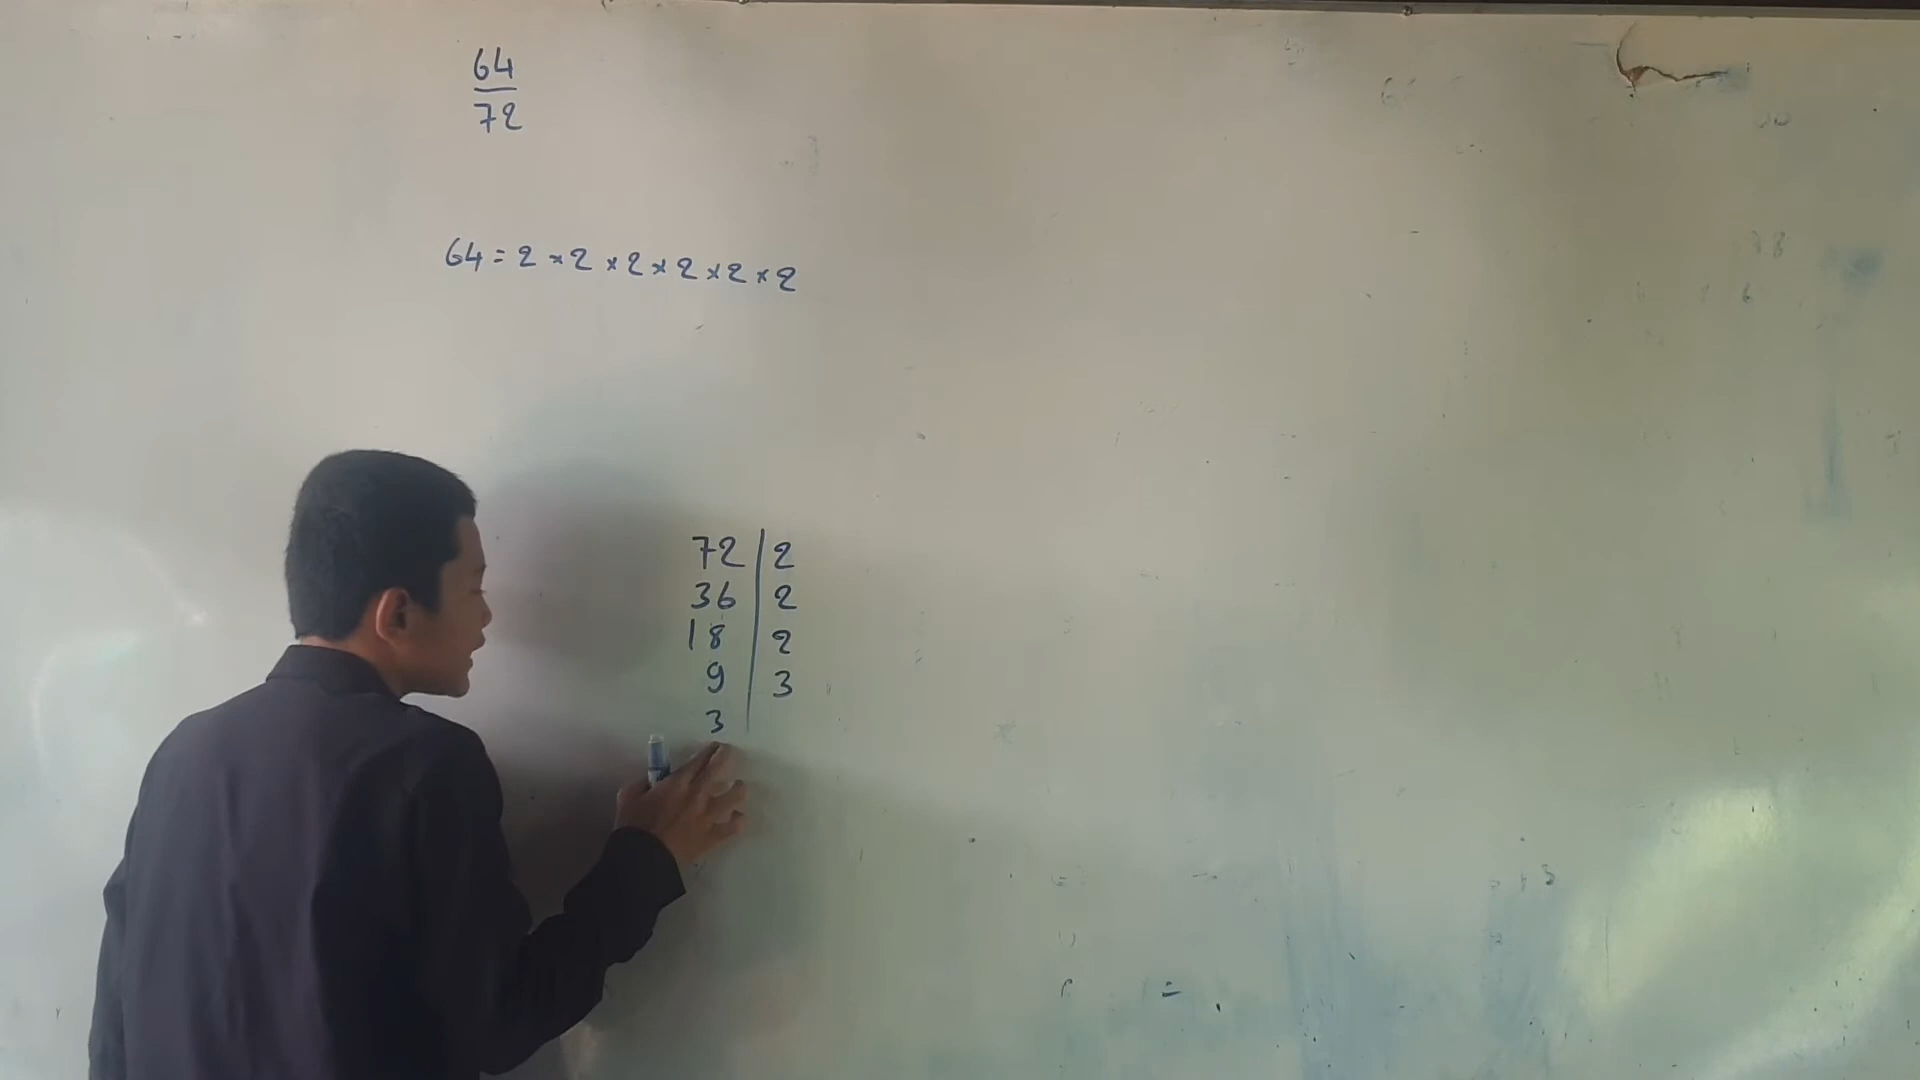 64
72
64 = 2 × 2 × 2 × 2 × 2 × 2
72 | 2
36 | 2
18 | 2
9 | 3
3